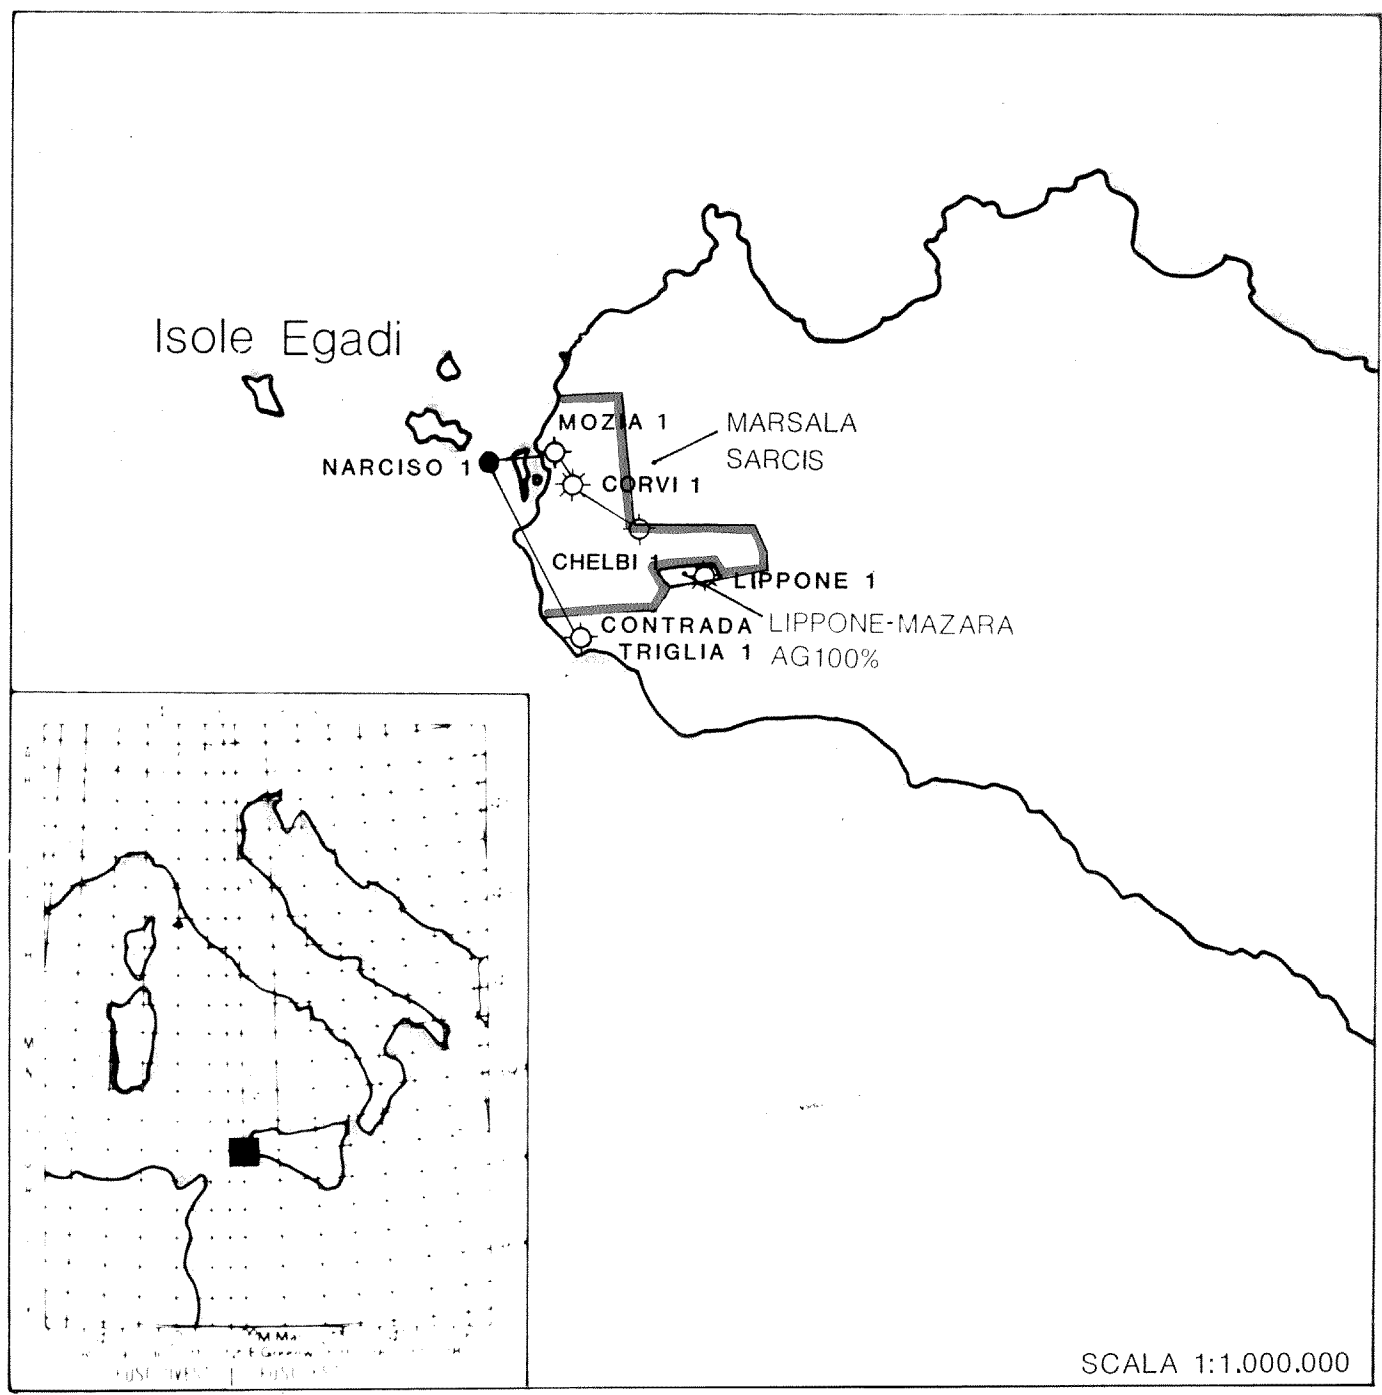 Isole Egadi
MOZIA 1
MARSALA
SARCIS
NARCISO 1
CORVI 1
CHELBI 1
LIPPONE 1
CONTRADA
TRIGLIA 1
LIPPONE-MAZARA
AG100%
SCALA 1:1.000.000